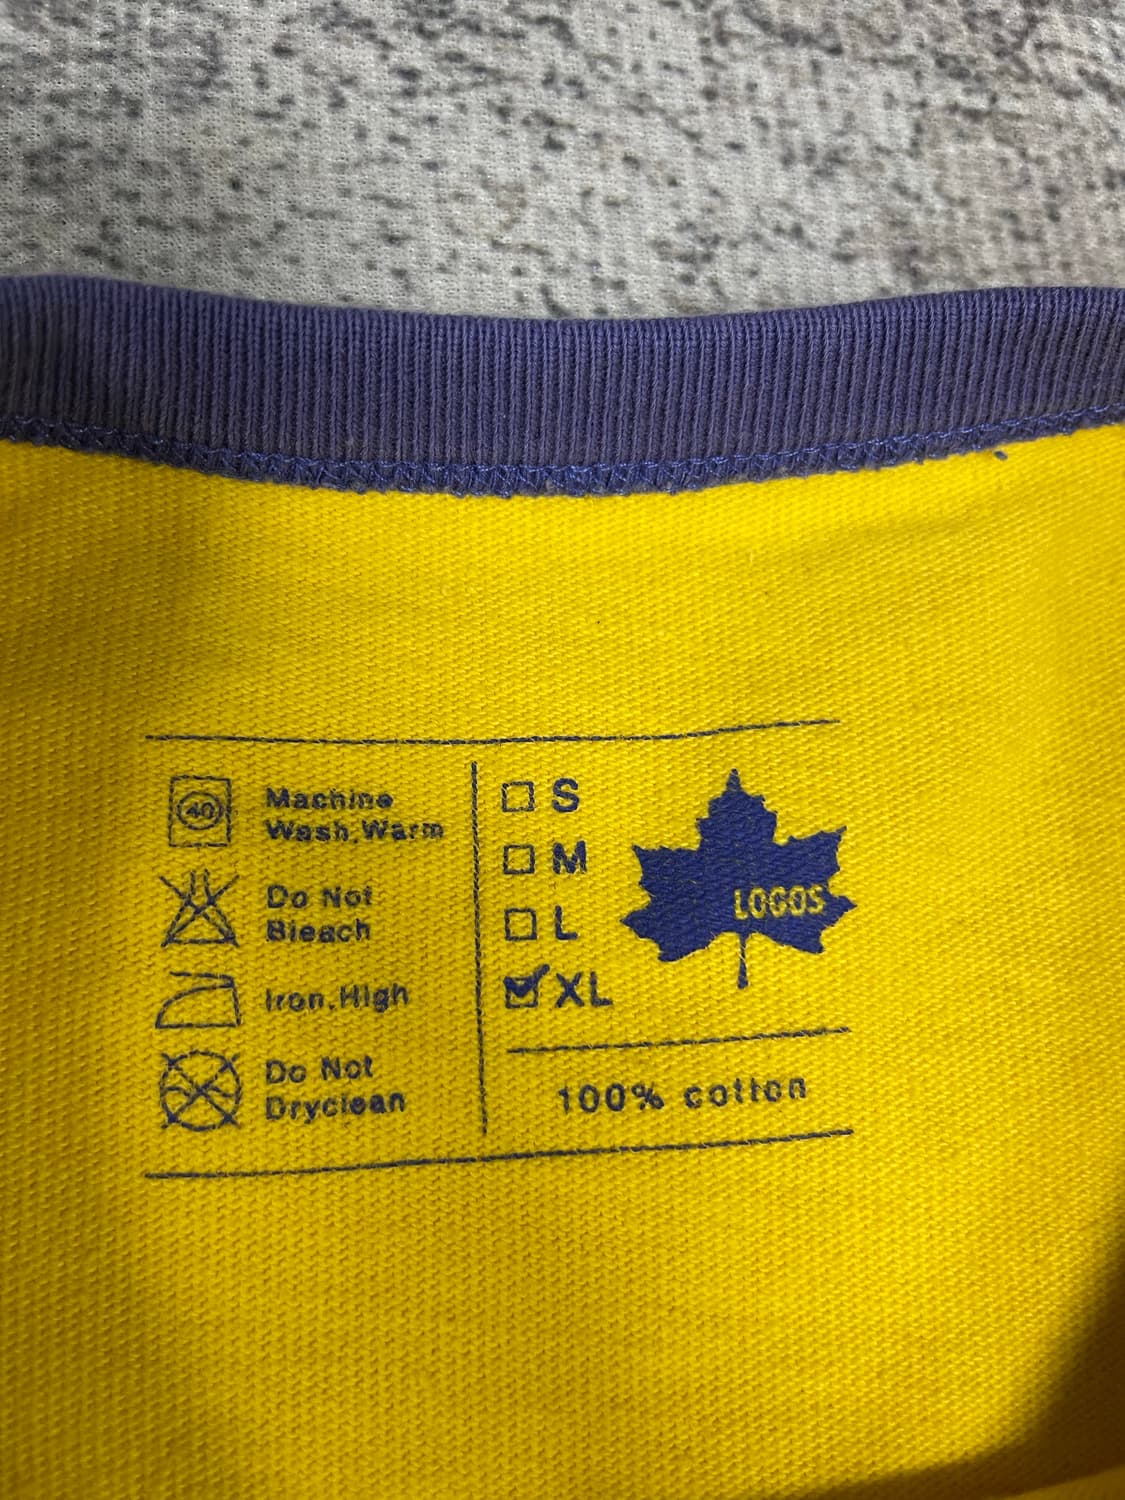 40
Machine
Wash,Warm
Do Not
Bleach
Iron,High
Do Not
Dryclean
S
M
L
XL
LOGOS
100% cotton